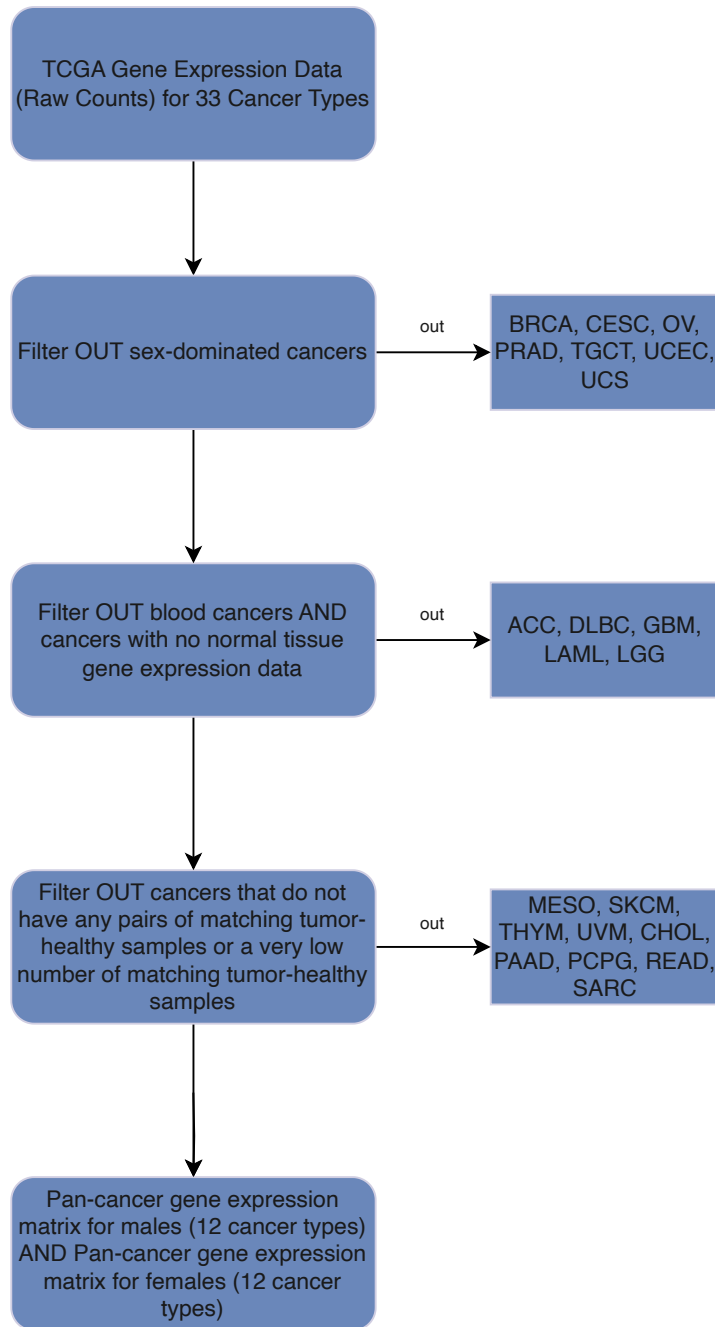 TCGA Gene Expression Data
(Raw Counts) for 33 Cancer Types
Filter OUT sex-dominated cancers
out
BRCA, CESC, OV,
PRAD, TGCT, UCEC,
UCS
Filter OUT blood cancers AND
cancers with no normal tissue
gene expression data
out
ACC, DLBC, GBM,
LAML, LGG
Filter OUT cancers that do not
have any pairs of matching tumor-
healthy samples or a very low
number of matching tumor-healthy
samples
out
MESO, SKCM,
THYM, UVM, CHOL,
PAAD, PCPG, READ,
SARC
Pan-cancer gene expression
matrix for males (12 cancer types)
AND Pan-cancer gene expression
matrix for females (12 cancer
types)